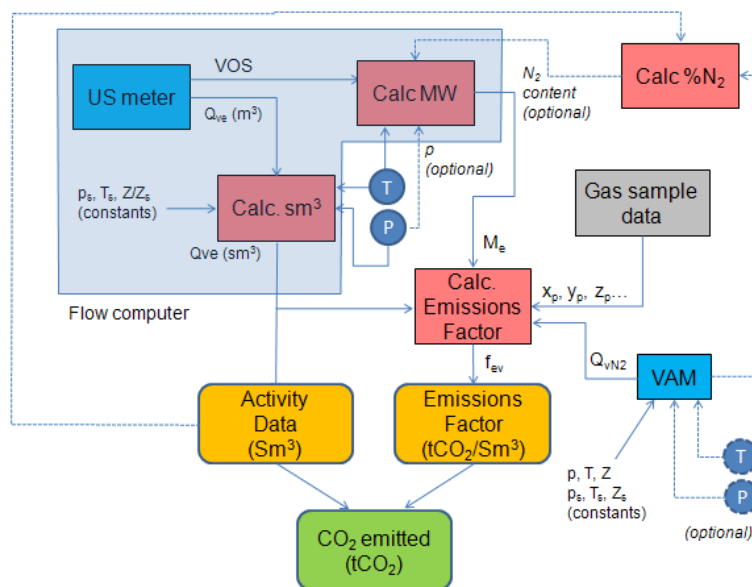 VOS
US meter
Calc MW
N₂
content
(optional)
Calc %N₂
Qve (m³)
p
(optional)
T
pₛ, Tₛ, Z/Zₛ
(constants)
Calc. sm³
P
Gas sample
data
Qve (sm³)
Mₑ
Flow computer
Calc.
Emissions
Factor
xₚ, yₚ, zₚ...
fₑᵥ
QvN2
VAM
Activity
Data
(Sm³)
Emissions
Factor
(tCO₂/Sm³)
T
p, T, Z
pₛ, Tₛ, Zₛ
(constants)
P
(optional)
CO₂ emitted
(tCO₂)